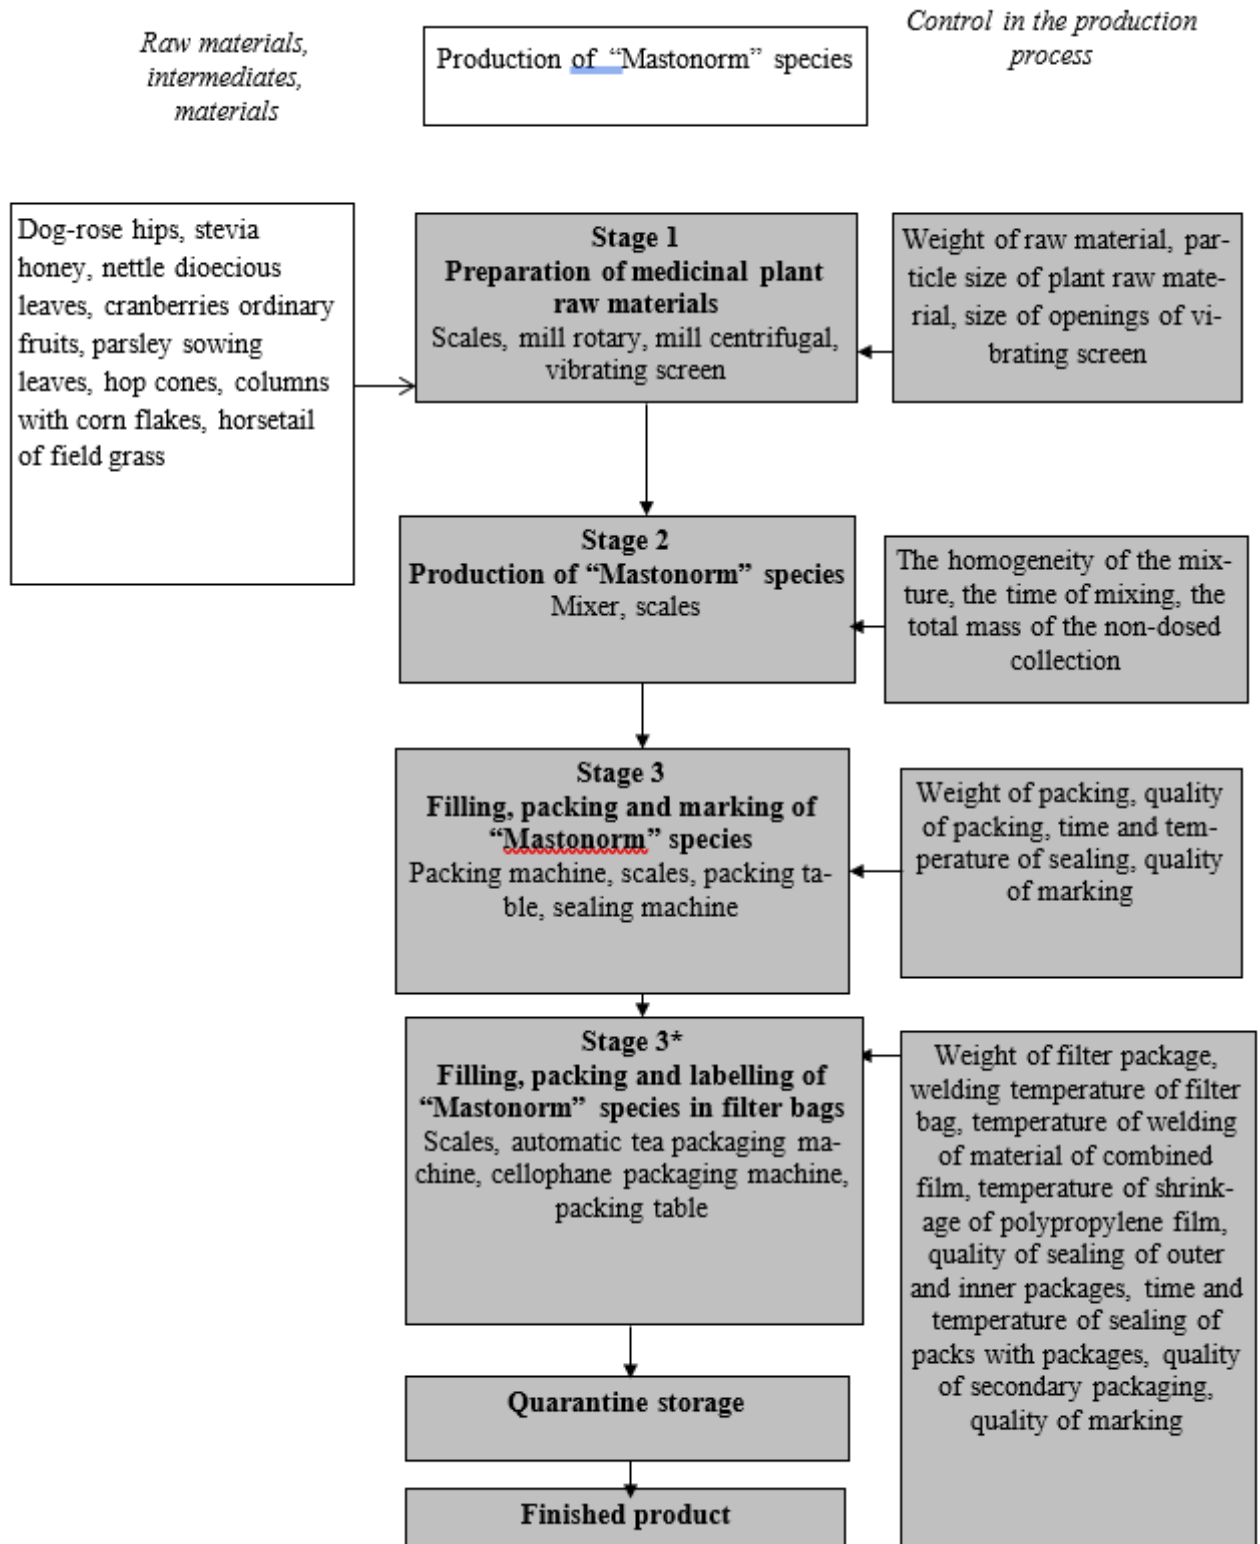 Raw materials,
intermediates,
materials
Production of “Mastonorm” species
Control in the production
process
Dog-rose hips, stevia
honey, nettle dioecious
leaves, cranberries ordinary
fruits, parsley sowing
leaves, hop cones, columns
with corn flakes, horsetail
of field grass
Stage 1
Preparation of medicinal plant
raw materials
Scales, mill rotary, mill centrifugal,
vibrating screen
Weight of raw material, par-
ticle size of plant raw mate-
rial, size of openings of vi-
brating screen
Stage 2
Production of “Mastonorm” species
Mixer, scales
The homogeneity of the mix-
ture, the time of mixing, the
total mass of the non-dosed
collection
Stage 3
Filling, packing and marking of
“Mastonorm” species
Packing machine, scales, packing ta-
ble, sealing machine
Weight of packing, quality
of packing, time and tem-
perature of sealing, quality
of marking
Stage 3*
Filling, packing and labelling of
“Mastonorm” species in filter bags
Scales, automatic tea packaging ma-
chine, cellophane packaging machine,
packing table
Weight of filter package,
welding temperature of filter
bag, temperature of welding
of material of combined
film, temperature of shrink-
age of polypropylene film,
quality of sealing of outer
and inner packages, time and
temperature of sealing of
packs with packages, quality
of secondary packaging,
quality of marking
Quarantine storage
Finished product